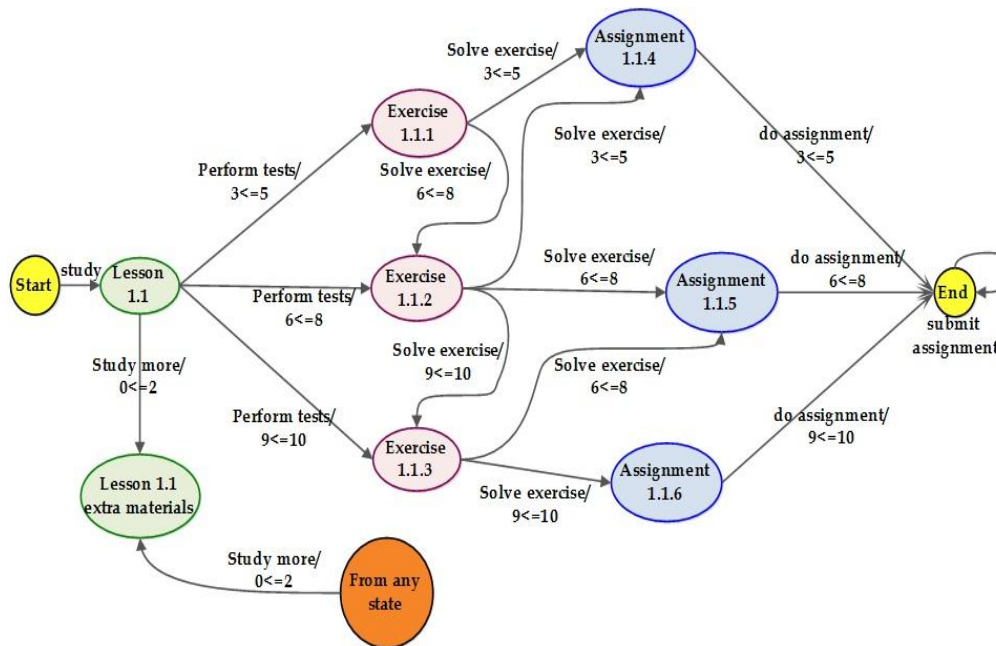 Assignment
1.1.4
Solve exercise/
3<=5
Exercise
1.1.1
Solve exercise/
3<=5
do assignment/
3<=5
Perform tests/
3<=5
Solve exercise/
6<=8
Start
study
Lesson
1.1
Perform tests/
6<=8
Exercise
1.1.2
Solve exercise/
6<=8
Assignment
1.1.5
do assignment/
6<=8
End
submit
assignment
Study more/
0<=2
Solve exercise/
9<=10
Solve exercise/
6<=8
Perform tests/
9<=10
Exercise
1.1.3
do assignment/
9<=10
Lesson 1.1
extra materials
Solve exercise/
9<=10
Assignment
1.1.6
Study more/
0<=2
From any
state